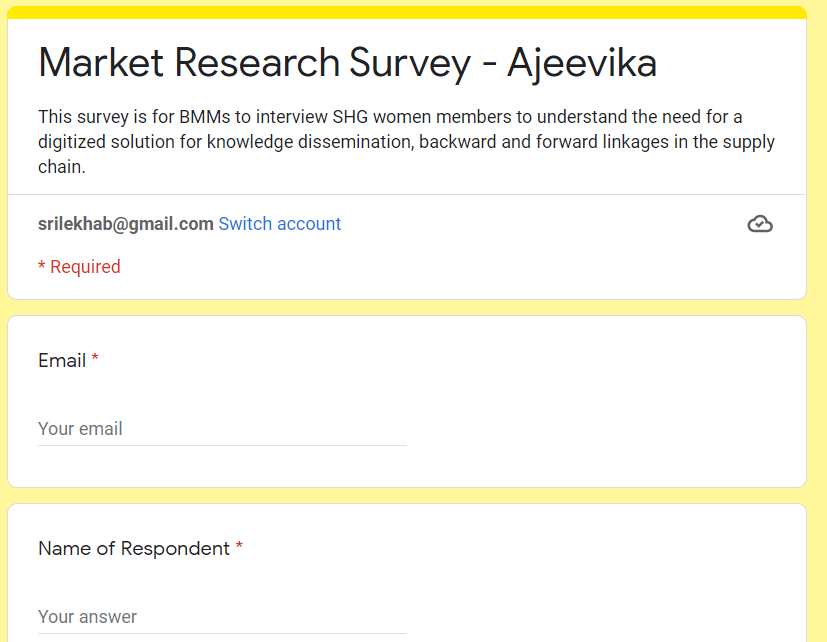 Market Research Survey - Ajeevika
This survey is for BMMs to interview SHG women members to understand the need for a
digitized solution for knowledge dissemination, backward and forward linkages in the supply
chain.
srilekhab@gmail.com Switch account
* Required
Email *
Your email
Name of Respondent *
Your answer